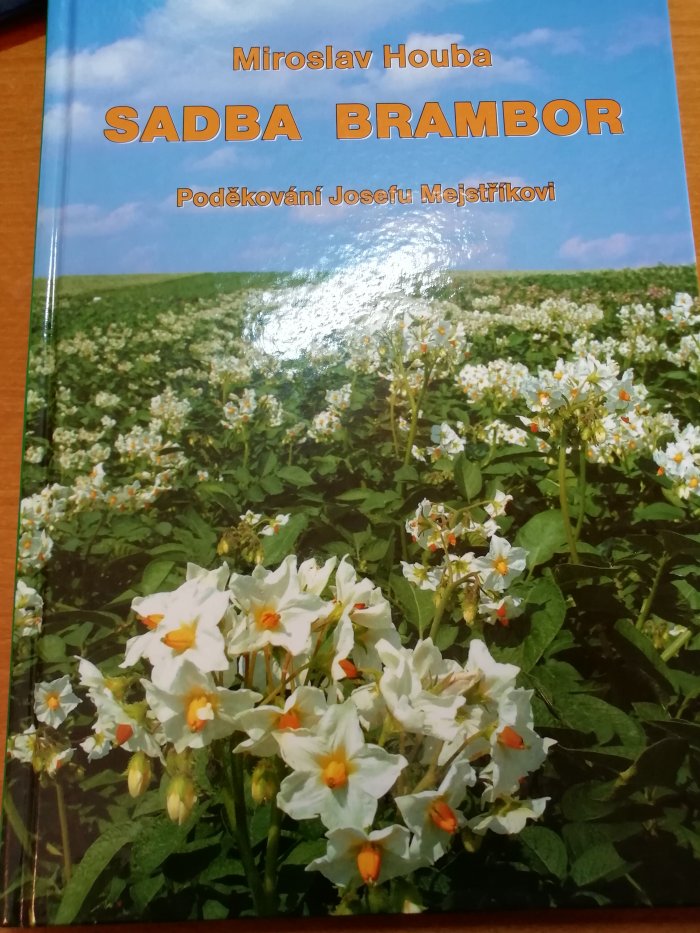 Miroslav Houba
SADBA BRAMBOR
Poděkování Josefu Mejstříkovi